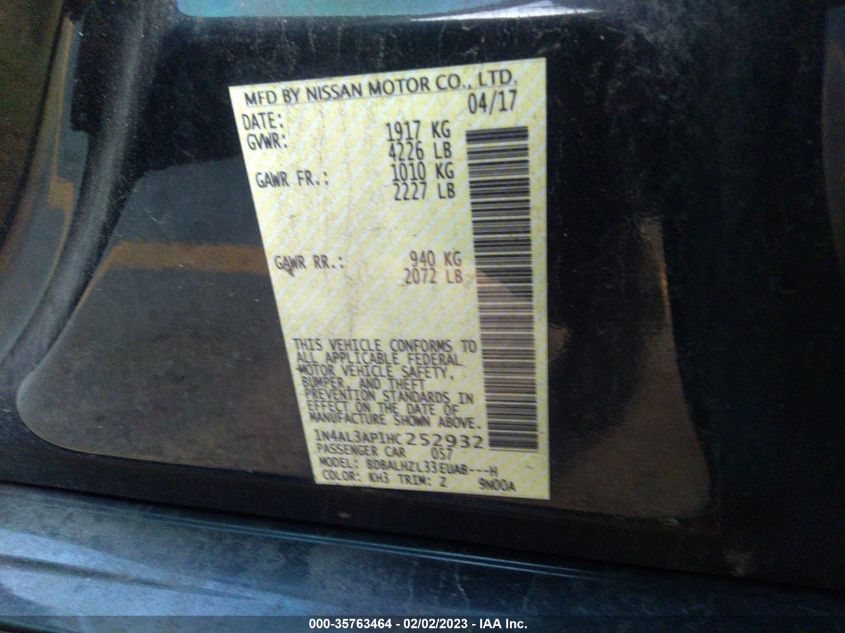 MFD BY NISSAN MOTOR CO., LTD.
DATE: 04/17
GVWR: 1917 KG
4226 LB
GAWR FR.: 1010 KG
2227 LB
GAWR RR.: 940 KG
2072 LB
THIS VEHICLE CONFORMS TO
ALL APPLICABLE FEDERAL
MOTOR VEHICLE SAFETY,
BUMPER, AND THEFT
PREVENTION STANDARDS IN
EFFECT ON THE DATE OF
MANUFACTURE SHOWN ABOVE.
1N4AL3AP1HC252932
PASSENGER CAR 057
MODEL: BDBALHZL33EUAB---H
COLOR: KH3 TRIM: Z 9N00A
000-35763464 - 02/02/2023 - IAA Inc.